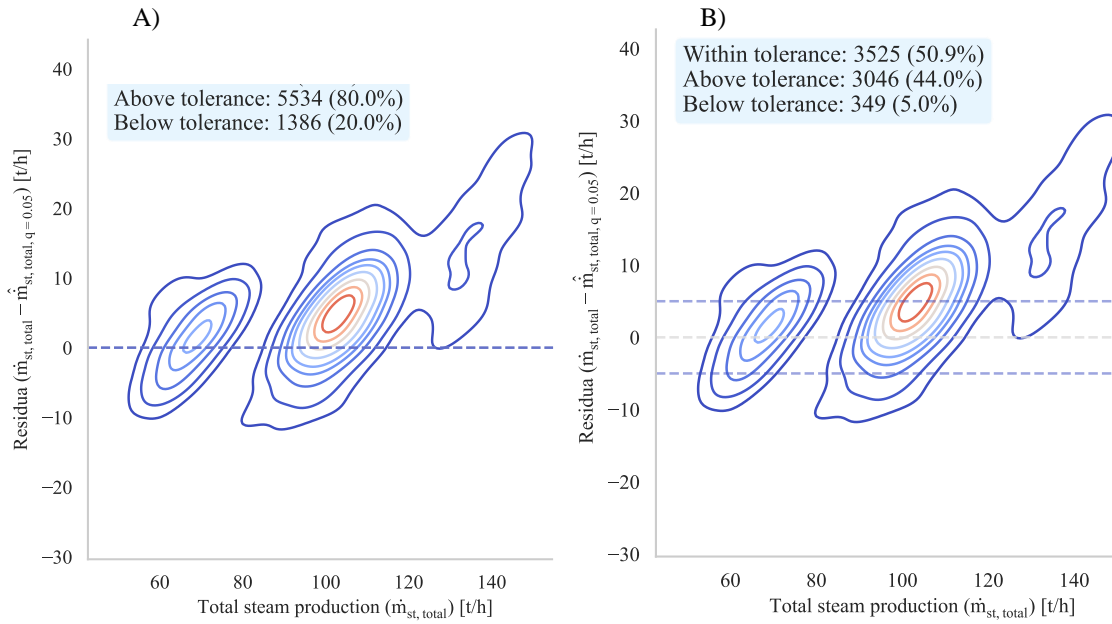 A)
Above tolerance: 5534 (80.0%)
Below tolerance: 1386 (20.0%)
40
30
20
10
0
−10
−20
−30
60
80
100
120
140
Residua (ṁst, total − m̂̇st, total, q = 0.05) [t/h]
Total steam production (ṁst, total) [t/h]
B)
Within tolerance: 3525 (50.9%)
Above tolerance: 3046 (44.0%)
Below tolerance: 349 (5.0%)
40
30
20
10
0
−10
−20
−30
60
80
100
120
140
Residua (ṁst, total − m̂̇st, total, q = 0.05) [t/h]
Total steam production (ṁst, total) [t/h]